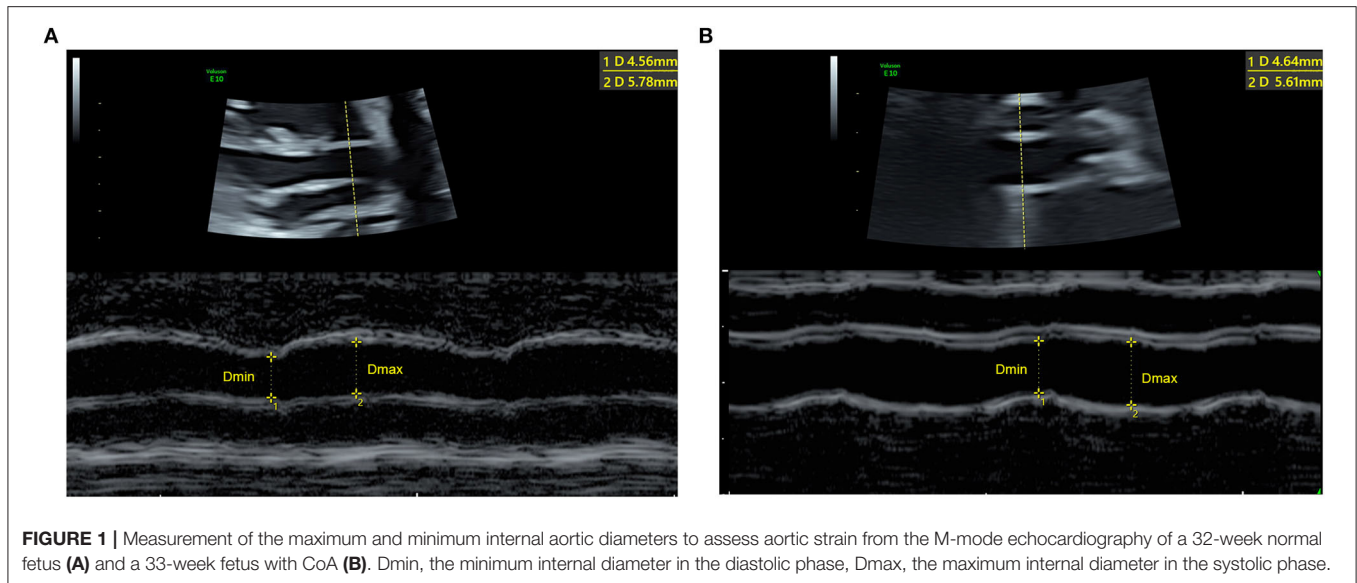 A
B
Voluson
E10
1 D 4.56mm
2 D 5.78mm
Voluson
E10
1 D 4.64mm
2 D 5.61mm
Dmin
Dmax
1
2
Dmin
Dmax
1
2
FIGURE 1 | Measurement of the maximum and minimum internal aortic diameters to assess aortic strain from the M-mode echocardiography of a 32-week normal
fetus (A) and a 33-week fetus with CoA (B). Dmin, the minimum internal diameter in the diastolic phase, Dmax, the maximum internal diameter in the systolic phase.